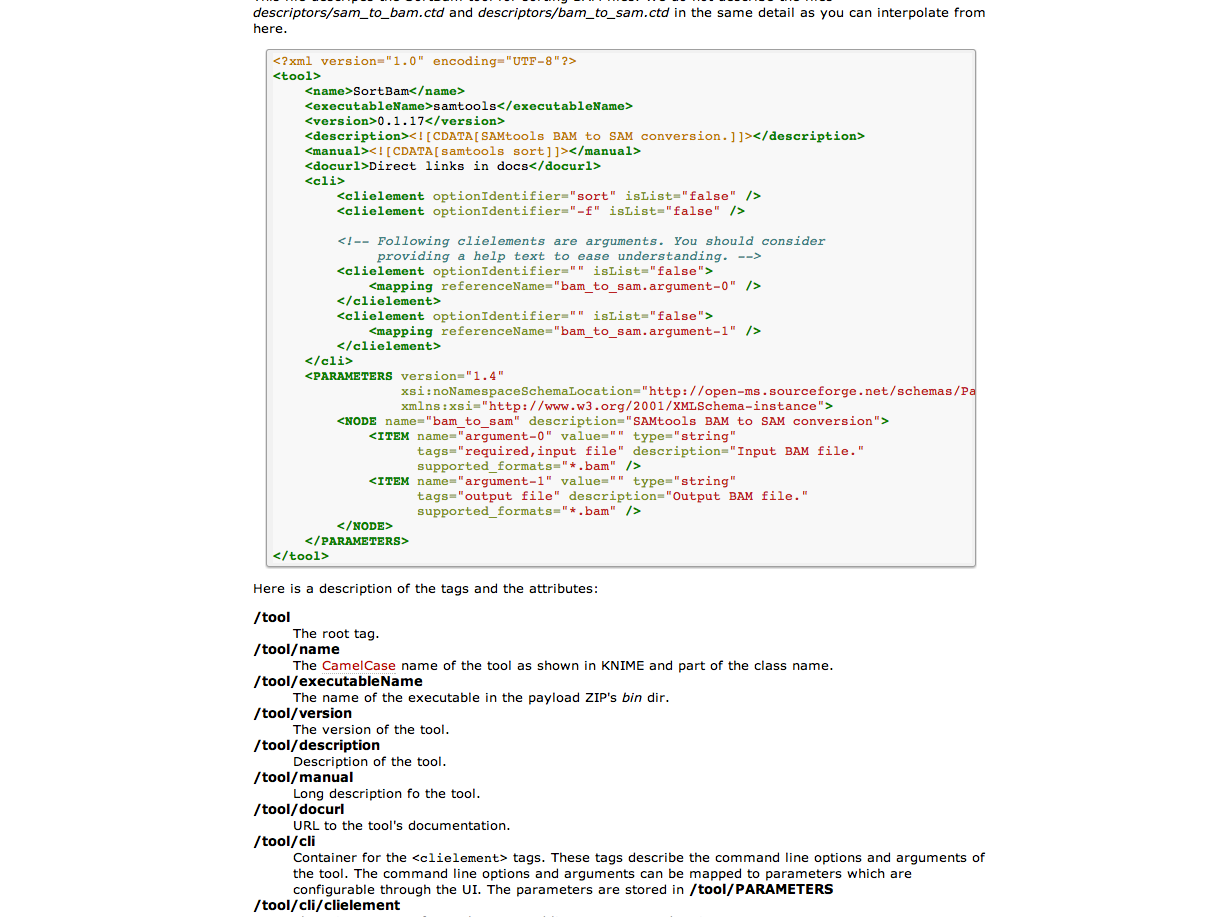 descriptors/sam_to_bam.ctd and descriptors/bam_to_sam.ctd in the same detail as you can interpolate from
here.
<?xml version="1.0" encoding="UTF-8"?>
<tool>
    <name>SortBam</name>
    <executableName>samtools</executableName>
    <version>0.1.17</version>
    <description><![CDATA[SAMtools BAM to SAM conversion.]]></description>
    <manual><![CDATA[samtools sort]]></manual>
    <docurl>Direct links in docs</docurl>
    <cli>
        <clielement optionIdentifier="sort" isList="false" />
        <clielement optionIdentifier="-f" isList="false" />
        <!-- Following clielements are arguments. You should consider
             providing a help text to ease understanding. -->
        <clielement optionIdentifier="" isList="false">
            <mapping referenceName="bam_to_sam.argument-0" />
        </clielement>
        <clielement optionIdentifier="" isList="false">
            <mapping referenceName="bam_to_sam.argument-1" />
        </clielement>
    </cli>
    <PARAMETERS version="1.4"
                xsi:noNamespaceSchemaLocation="http://open-ms.sourceforge.net/schemas/Pa
                xmlns:xsi="http://www.w3.org/2001/XMLSchema-instance">
        <NODE name="bam_to_sam" description="SAMtools BAM to SAM conversion">
            <ITEM name="argument-0" value="" type="string"
                  tags="required,input file" description="Input BAM file."
                  supported_formats="*.bam" />
            <ITEM name="argument-1" value="" type="string"
                  tags="output file" description="Output BAM file."
                  supported_formats="*.bam" />
        </NODE>
    </PARAMETERS>
</tool>
Here is a description of the tags and the attributes:
/tool
The root tag.
/tool/name
The CamelCase name of the tool as shown in KNIME and part of the class name.
/tool/executableName
The name of the executable in the payload ZIP's bin dir.
/tool/version
The version of the tool.
/tool/description
Description of the tool.
/tool/manual
Long description fo the tool.
/tool/docurl
URL to the tool's documentation.
/tool/cli
Container for the <clielement> tags. These tags describe the command line options and arguments of
the tool. The command line options and arguments can be mapped to parameters which are
configurable through the UI. The parameters are stored in /tool/PARAMETERS
/tool/cli/clielement